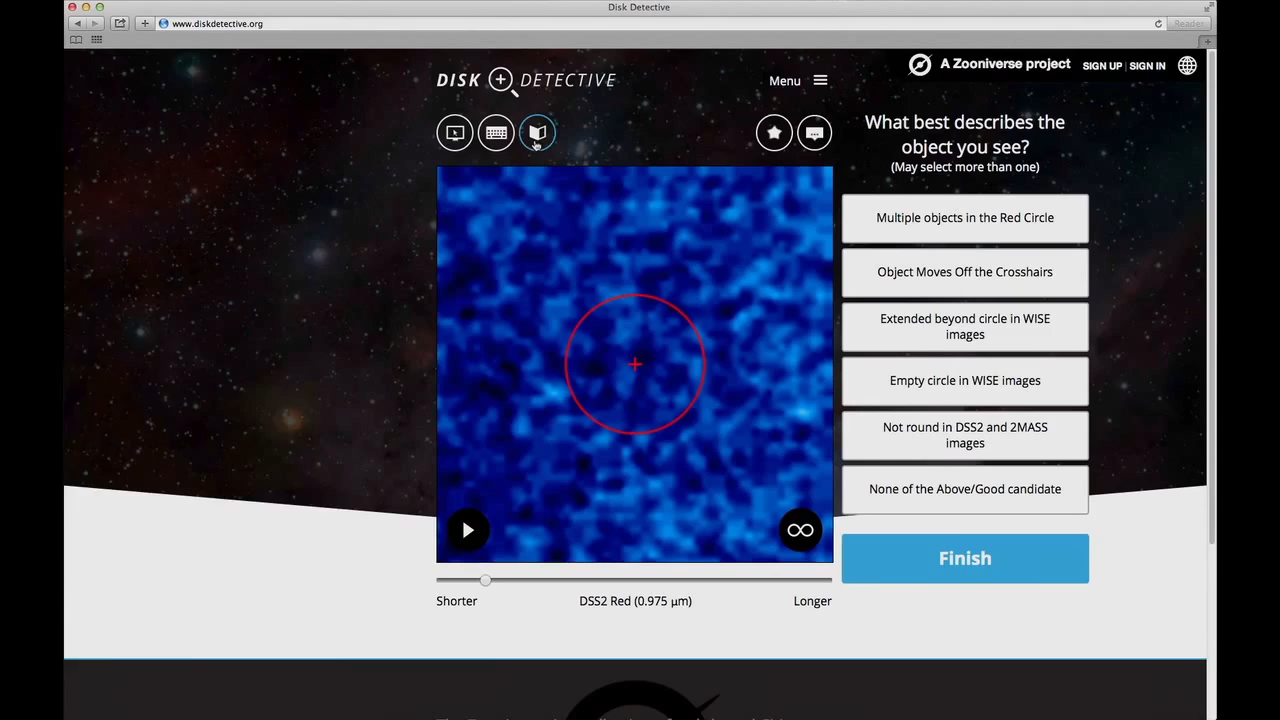 Disk Detective
www.diskdetective.org
Reader
DISK DETECTIVE
Menu
A Zooniverse project
SIGN UP | SIGN IN
What best describes the
object you see?
(May select more than one)
Multiple objects in the Red Circle
Object Moves Off the Crosshairs
Extended beyond circle in WISE
images
Empty circle in WISE images
Not round in DSS2 and 2MASS
images
None of the Above/Good candidate
Finish
Shorter
DSS2 Red (0.975 μm)
Longer